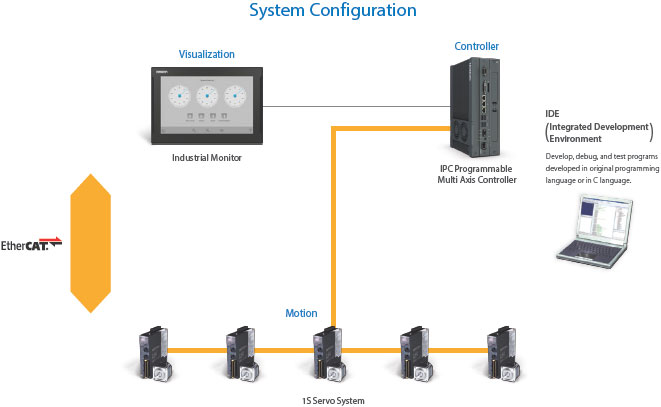 System Configuration
Visualization
Controller
Industrial Monitor
IPC Programmable
Multi Axis Controller
IDE
(Integrated Development
Environment)
Develop, debug, and test programs
developed in original programming
language or in C language.
EtherCAT.
Motion
1S Servo System